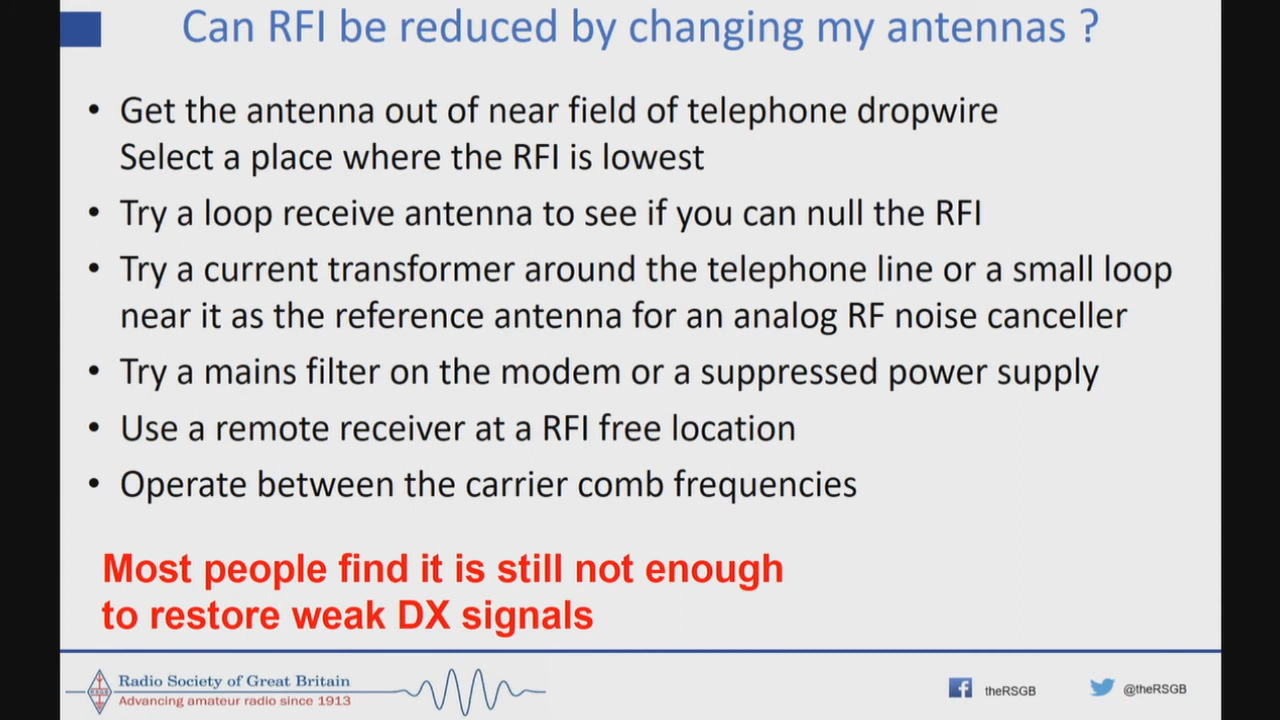 Can RFI be reduced by changing my antennas ?
• Get the antenna out of near field of telephone dropwire
Select a place where the RFI is lowest
• Try a loop receive antenna to see if you can null the RFI
• Try a current transformer around the telephone line or a small loop
near it as the reference antenna for an analog RF noise canceller
• Try a mains filter on the modem or a suppressed power supply
• Use a remote receiver at a RFI free location
• Operate between the carrier comb frequencies
Most people find it is still not enough
to restore weak DX signals
Radio Society of Great Britain
Advancing amateur radio since 1913
theRSGB
@theRSGB